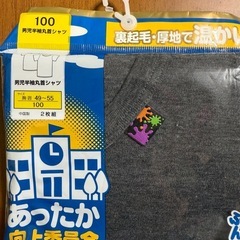 100
男児半袖丸首シャツ
裏起毛・厚地で温か
男児半袖丸首シャツ
胸囲 49~55
100
中国製 2枚組
あったか
向上委員会